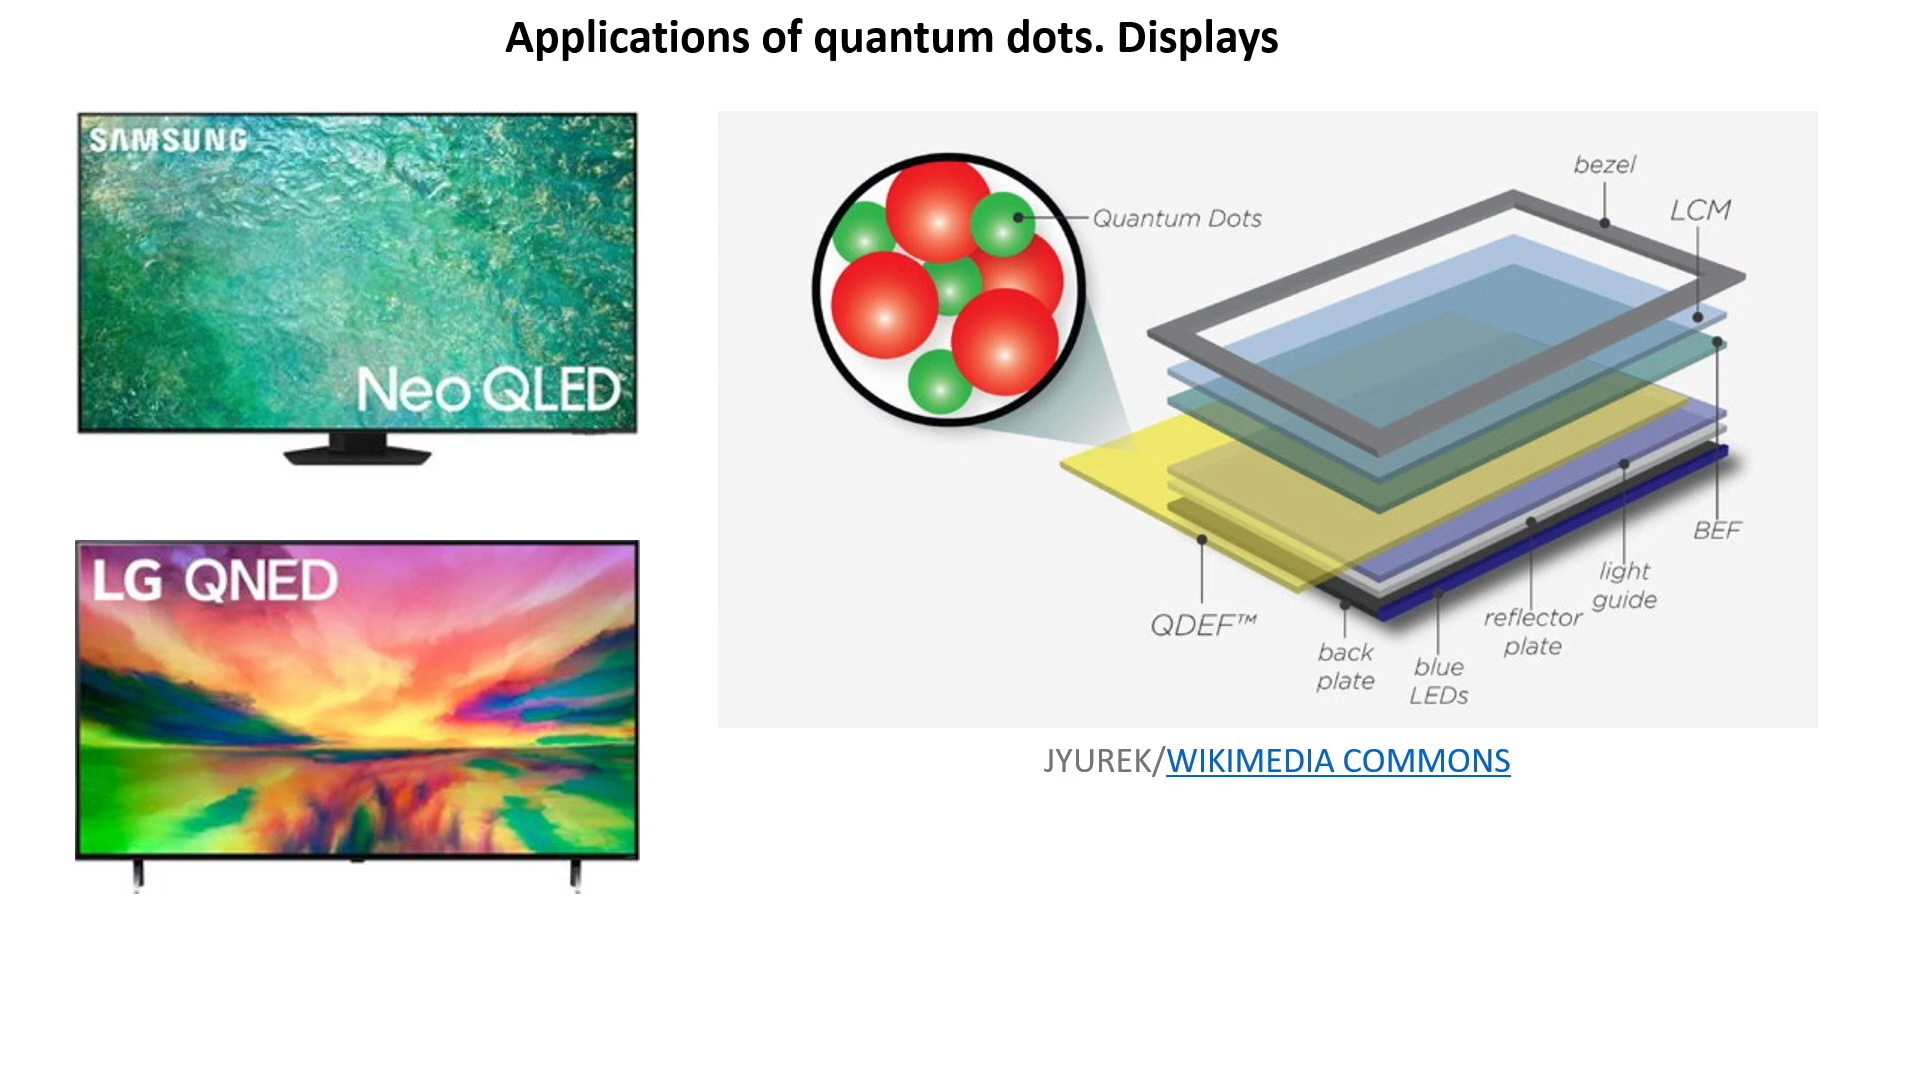 Applications of quantum dots. Displays
SAMSUNG
Neo QLED
LG QNED
Quantum Dots
bezel
LCM
BEF
light
guide
reflector
plate
blue
LEDs
back
plate
QDEF™
JYUREK/WIKIMEDIA COMMONS